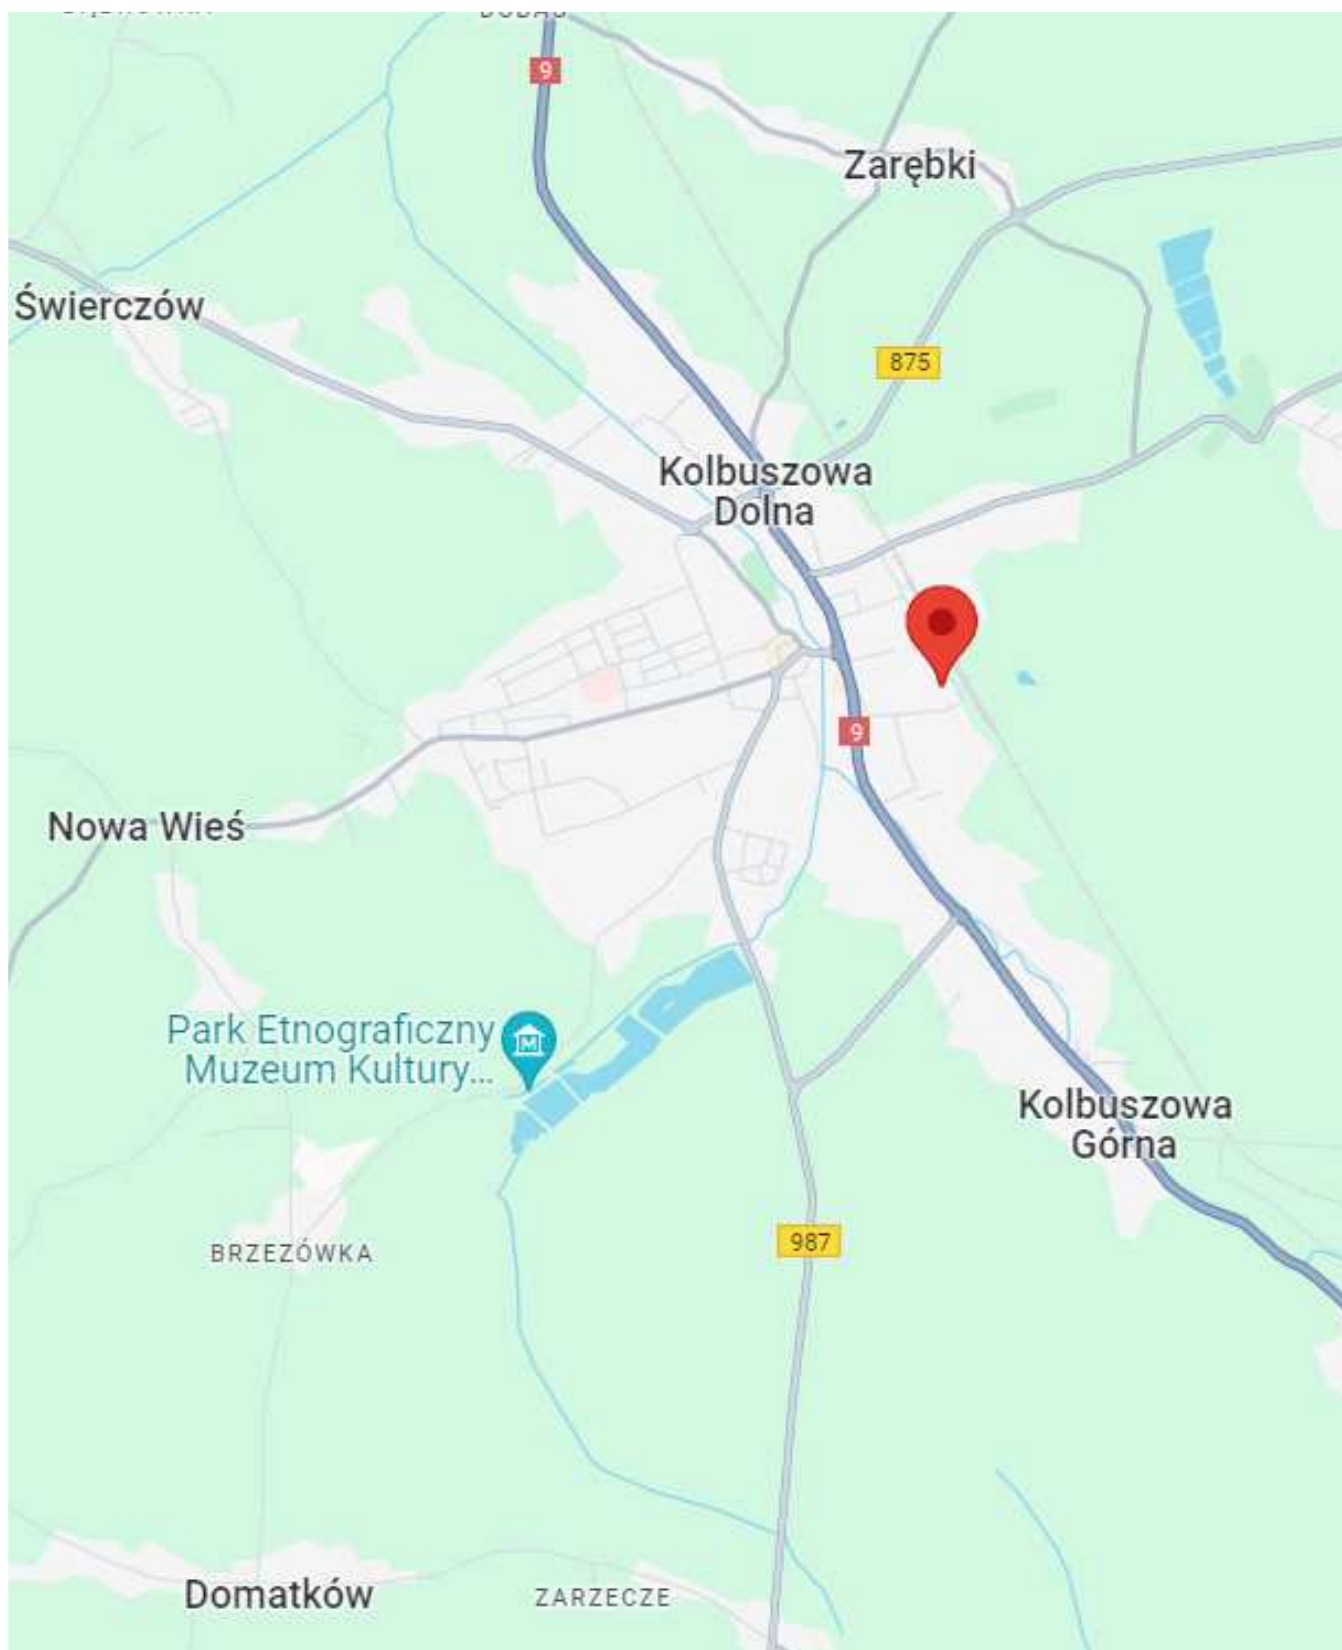 9
Zarębki
Świerczów
875
Kolbuszowa
Dolna
9
Nowa Wieś
Park Etnograficzny
Muzeum Kultury...
M
Kolbuszowa
Górna
987
BRZEZÓWKA
Domatków
ZARZECZE